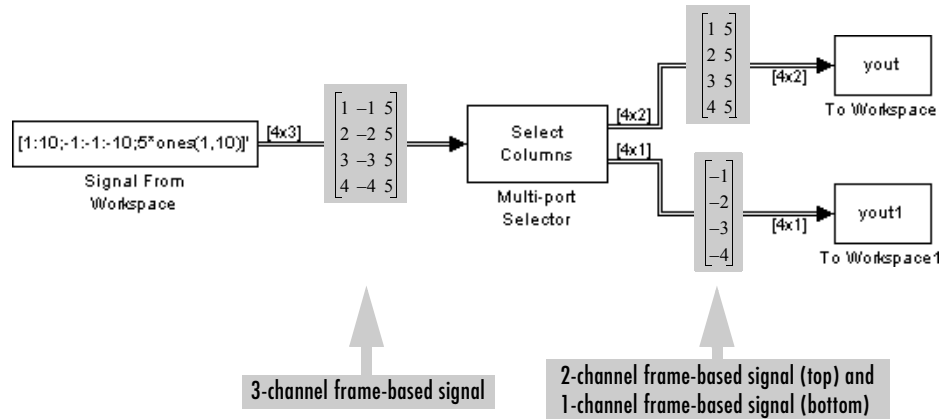 [1:10;-1:-1:-10;5*ones(1,10)]'
Signal From
Workspace
[4x3]
1 −1 5
2 −2 5
3 −3 5
4 −4 5
Select
Columns
Multi-port
Selector
[4x2]
[4x1]
1 5
2 5
3 5
4 5
[4x2]
yout
To Workspace
−1
−2
−3
−4
[4x1]
yout1
To Workspace1
3-channel frame-based signal
2-channel frame-based signal (top) and
1-channel frame-based signal (bottom)